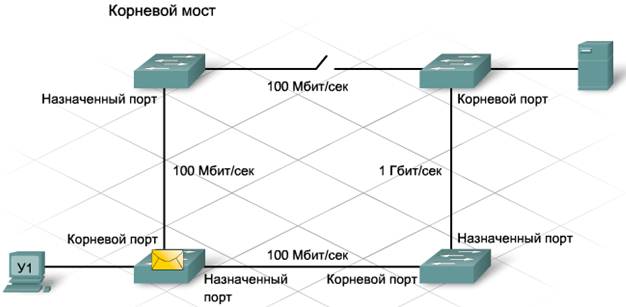 Корневой мост
100 Мбит/сек
Назначенный порт
Корневой порт
100 Мбит/сек
1 Гбит/сек
Корневой порт
Назначенный порт
У1
100 Мбит/сек
Назначенный
порт
Корневой порт